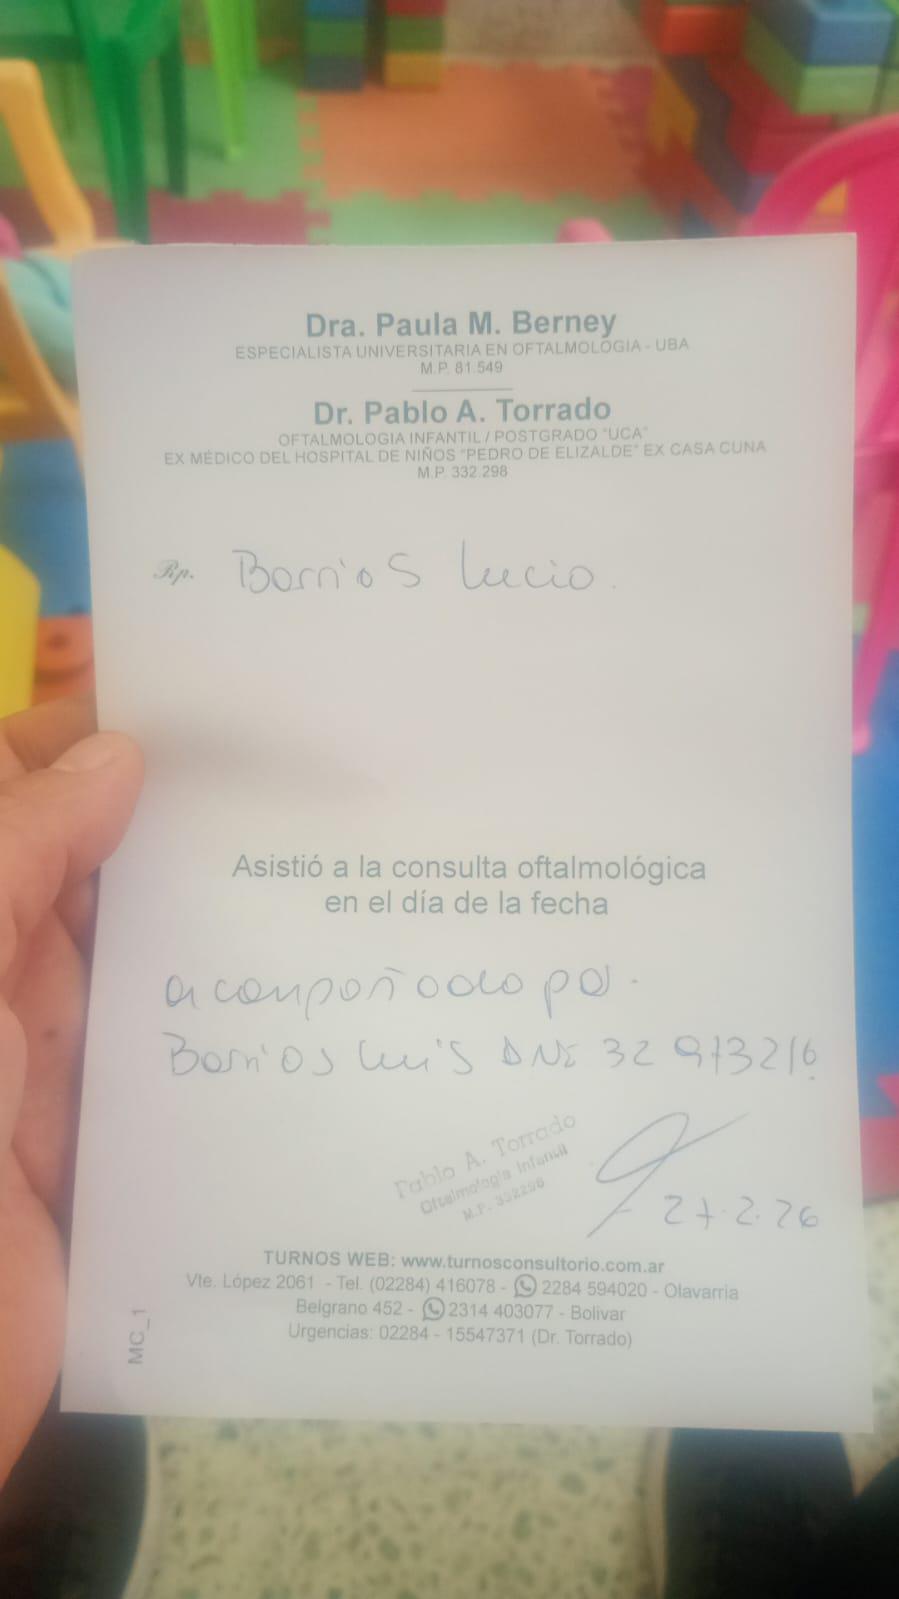 Dra. Paula M. Berney
ESPECIALISTA UNIVERSITARIA EN OFTALMOLOGIA - UBA
M.P. 81.549
Dr. Pablo A. Torrado
OFTALMOLOGIA INFANTIL / POSTGRADO "UCA"
EX MÉDICO DEL HOSPITAL DE NIÑOS "PEDRO DE ELIZALDE" EX CASA CUNA
M.P. 332.298
Rp. Barrios Lucio.
Asistió a la consulta oftalmológica
en el día de la fecha
acompañado por.
Barrios Luis DNI
Pablo A. Torrado
Oftalmologia Infantil
M.P. 332298
27.2.26
TURNOS WEB: www.turnosconsultorio.com.ar
Vte. López 2061 - Tel. (02284) 416078 - 2284 594020 - Olavarria
Belgrano 452 - 2314 403077 - Bolivar
Urgencias: 02284 - 15547371 (Dr. Torrado)
MC_1